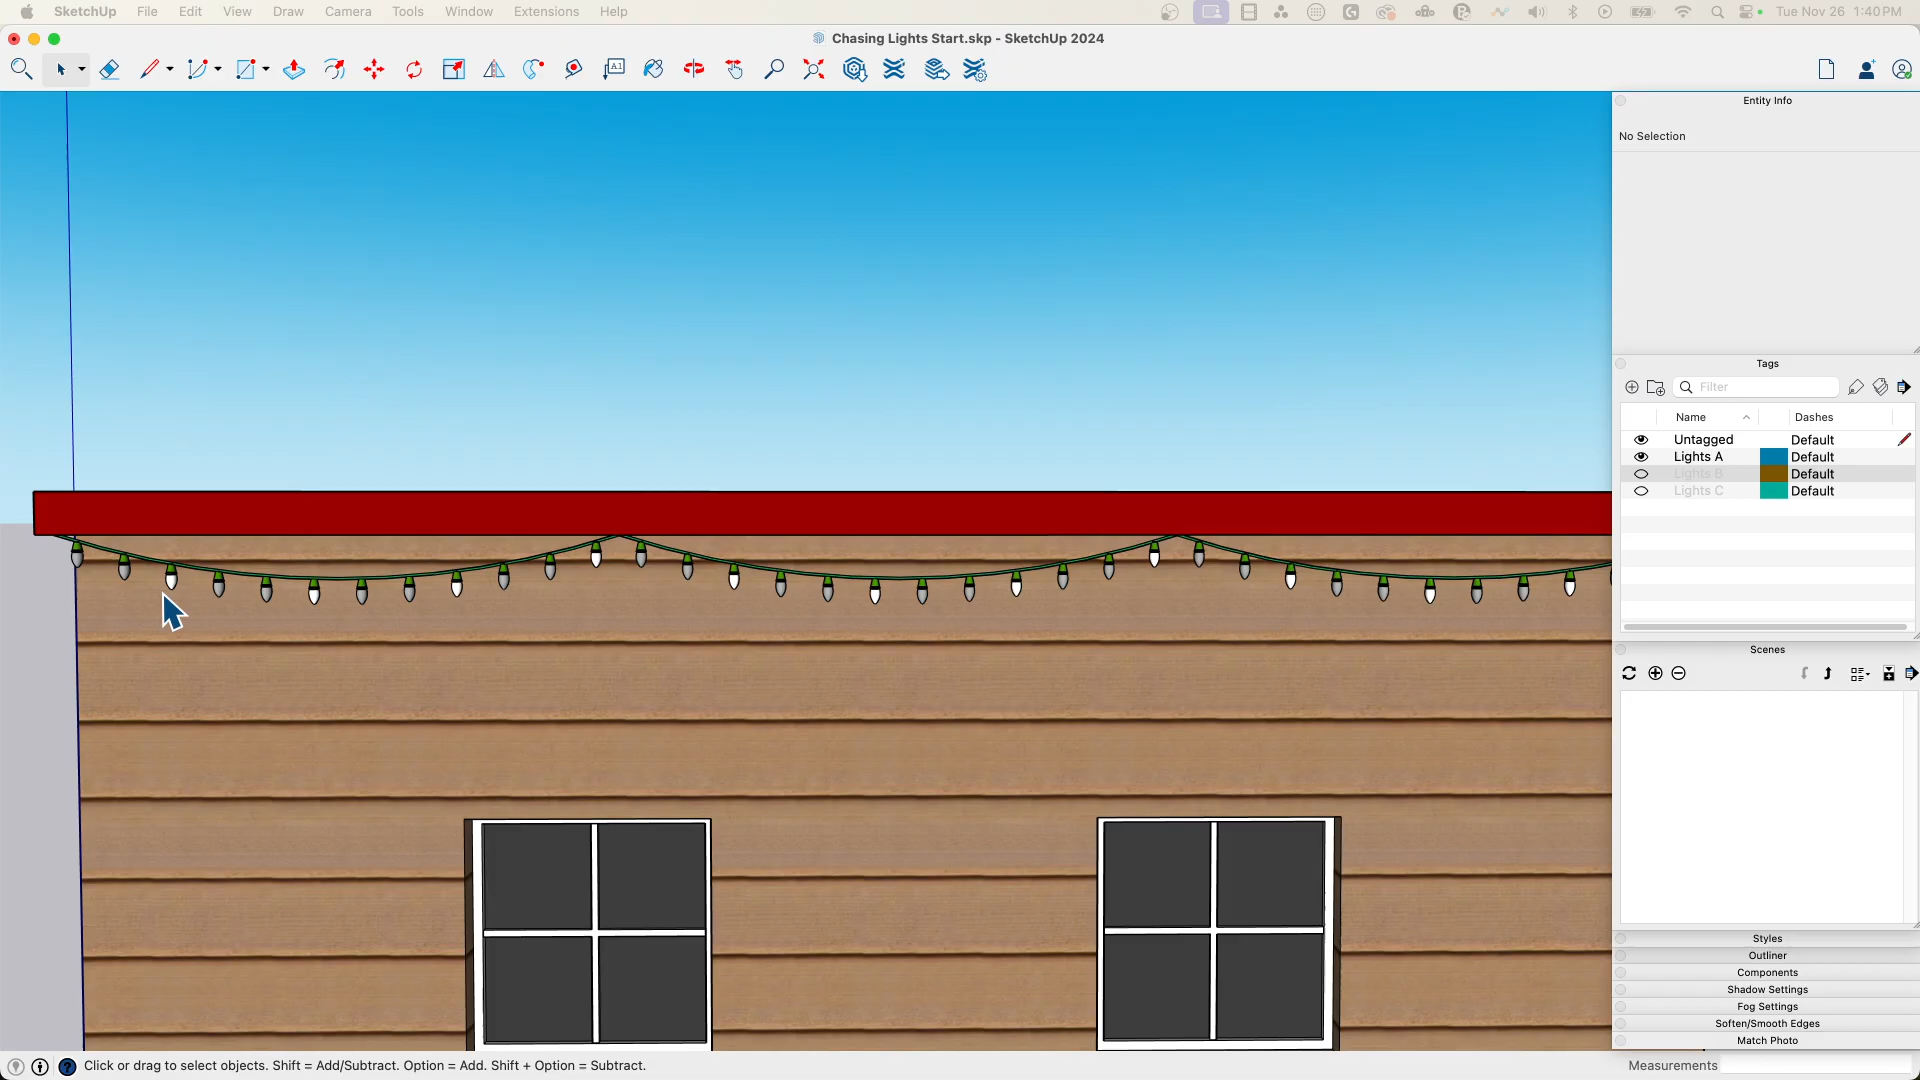 SketchUp File Edit View Draw Camera Tools Window Extensions Help Tue Nov 26 1:40 PM
Chasing Lights Start.skp - SketchUp 2024
A1
Entity Info
No Selection
Tags
Filter
Name Dashes
Untagged Default
Lights A Default
Lights B Default
Lights C Default
Scenes
Styles
Outliner
Components
Shadow Settings
Fog Settings
Soften/Smooth Edges
Match Photo
Click or drag to select objects. Shift = Add/Subtract. Option = Add. Shift + Option = Subtract. Measurements